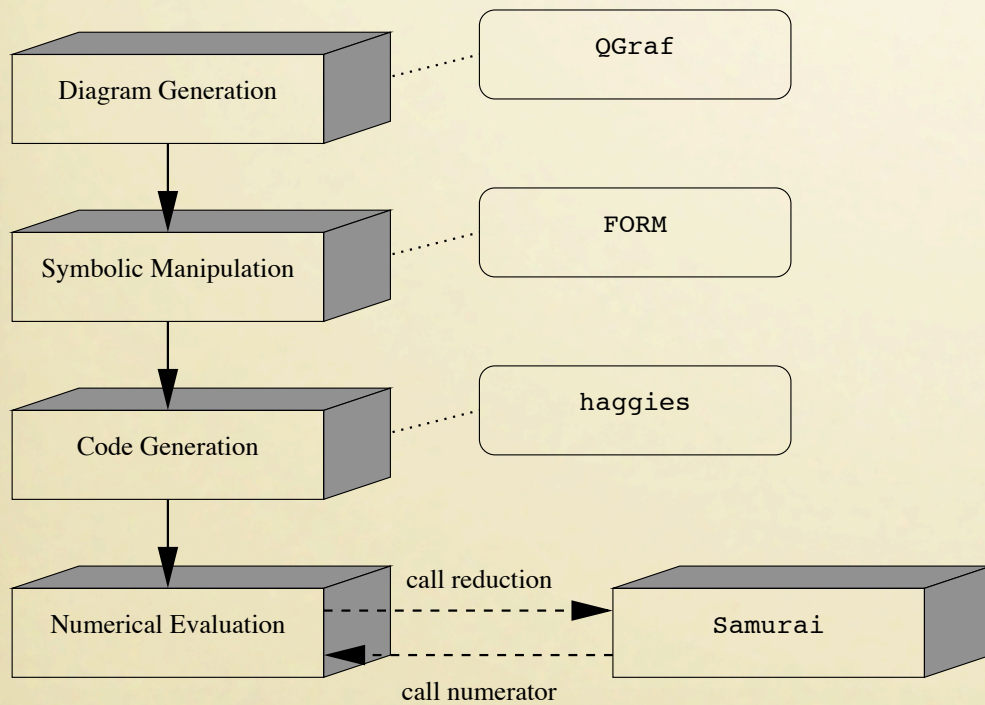 Diagram Generation
QGraf
Symbolic Manipulation
FORM
Code Generation
haggies
Numerical Evaluation
call reduction
call numerator
Samurai